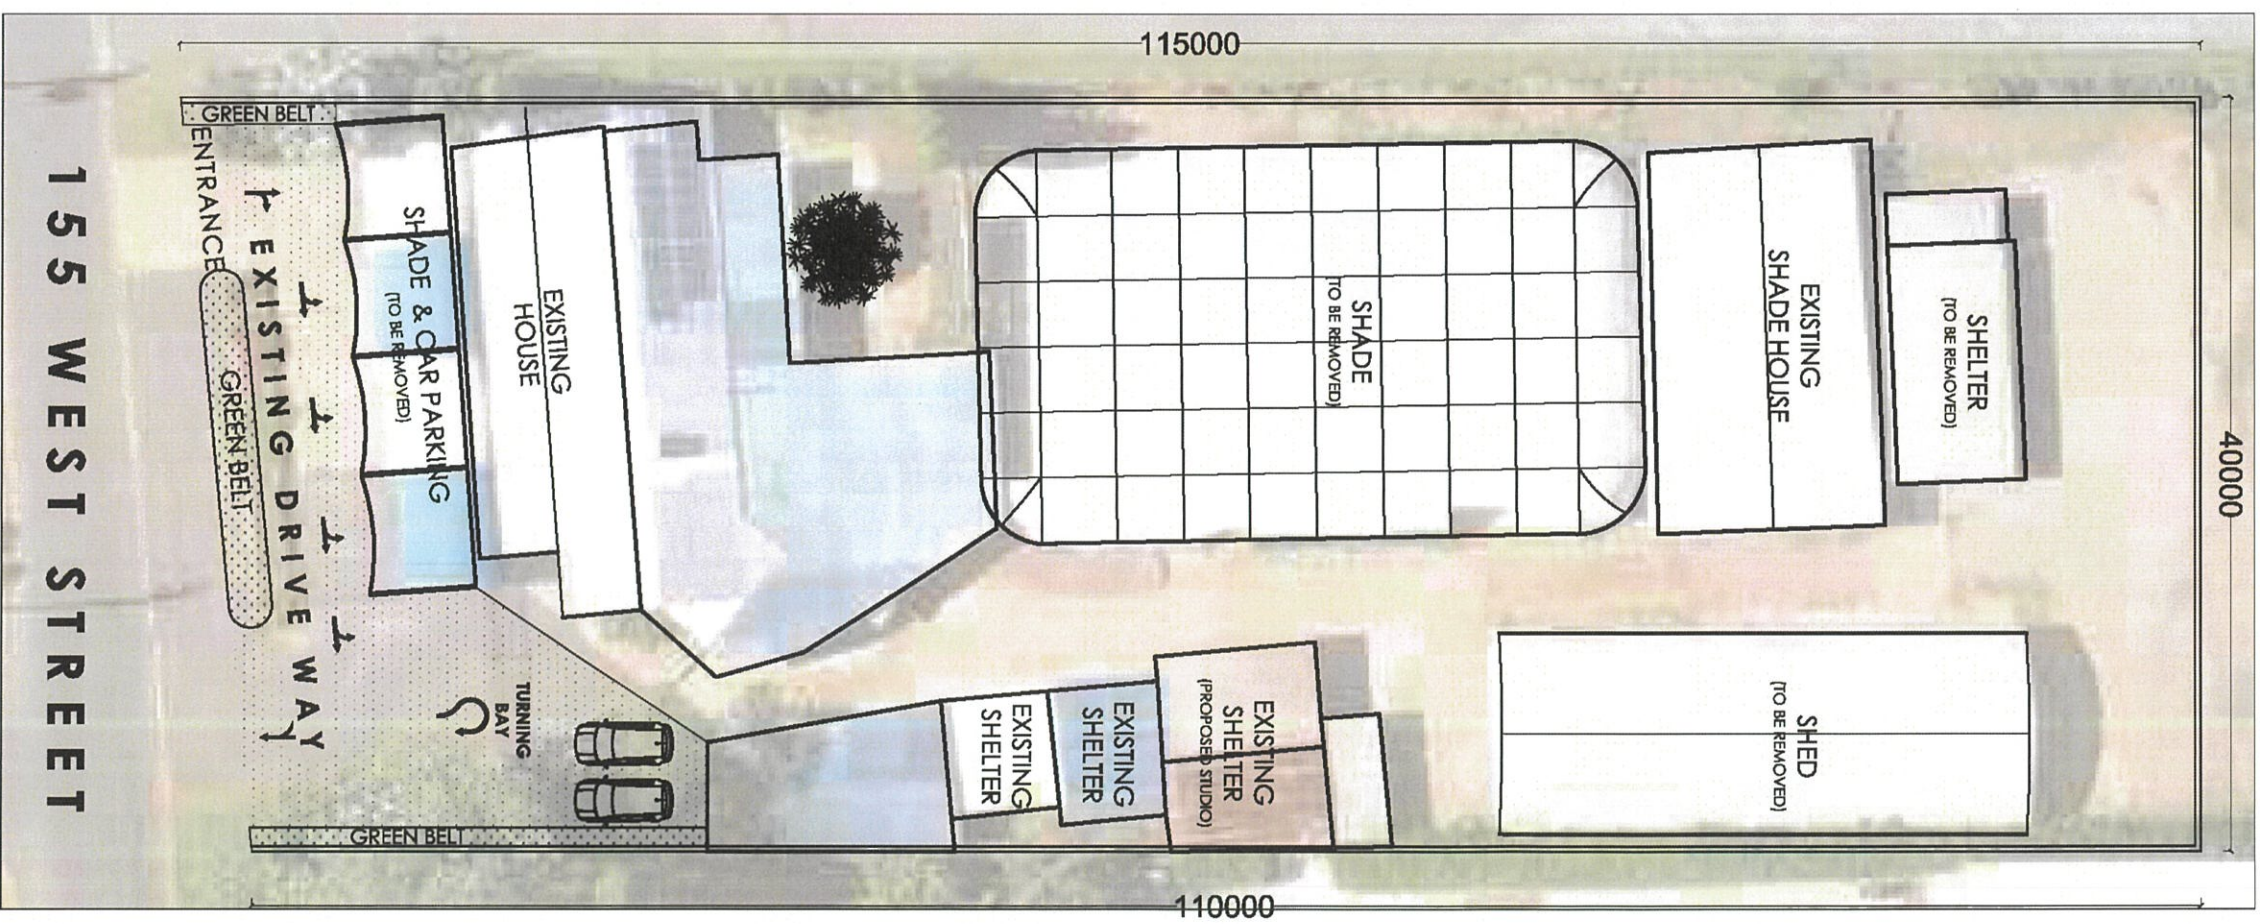 115000
GREEN BELT
ENTRANCE
155 WEST STREET
EXISTING DRIVE WAY
GREEN BELT
SHADE & CAR PARKING
(TO BE REMOVED)
EXISTING
HOUSE
SHADE
(TO BE REMOVED)
EXISTING
SHADE HOUSE
SHELTER
(TO BE REMOVED)
40000
TURNING
BAY
EXISTING
SHELTER
EXISTING
SHELTER
EXISTING
SHELTER
(PROPOSED STUDIO)
SHED
(TO BE REMOVED)
GREEN BELT
110000